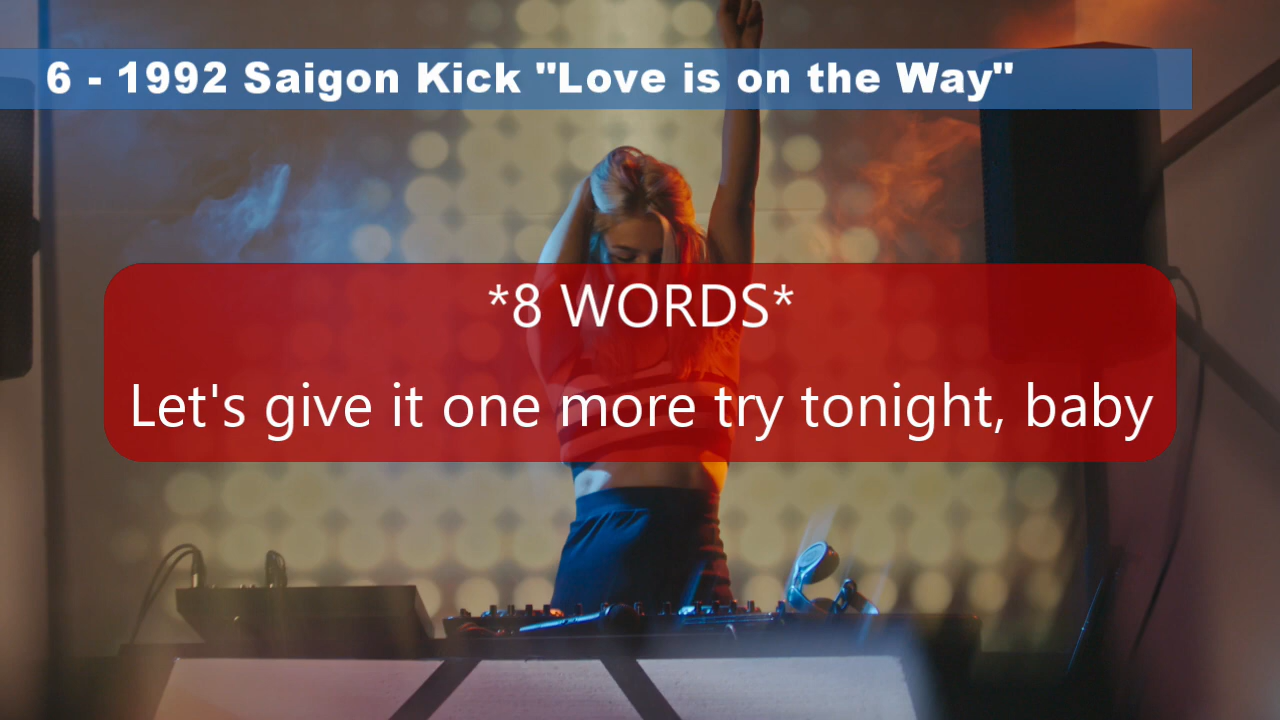 6 - 1992 Saigon Kick "Love is on the Way"
*8 WORDS*
Let's give it one more try tonight, baby